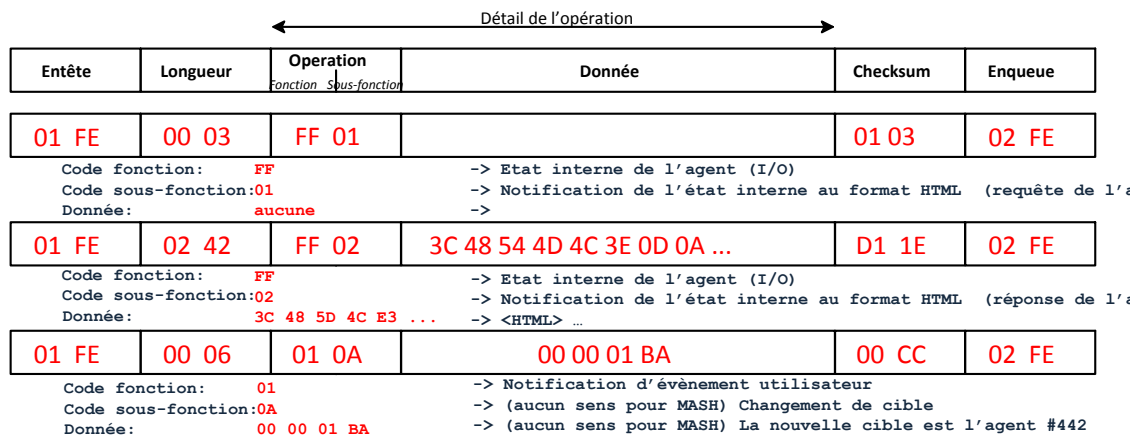 Détail de l'opération
Entête Longueur Operation Donnée Checksum Enqueue
Fonction Sous-fonction
01 FE 00 03 FF 01 01 03 02 FE
Code fonction: FF -> Etat interne de l'agent (I/O)
Code sous-fonction:01 -> Notification de l'état interne au format HTML (requête de l'a
Donnée: aucune ->
01 FE 02 42 FF 02 3C 48 54 4D 4C 3E 0D 0A ... D1 1E 02 FE
Code fonction: FF -> Etat interne de l'agent (I/O)
Code sous-fonction:02 -> Notification de l'état interne au format HTML (réponse de l'a
Donnée: 3C 48 5D 4C E3 ... -> <HTML> …
01 FE 00 06 01 0A 00 00 01 BA 00 CC 02 FE
Code fonction: 01 -> Notification d'évènement utilisateur
Code sous-fonction:0A -> (aucun sens pour MASH) Changement de cible
Donnée: 00 00 01 BA -> (aucun sens pour MASH) La nouvelle cible est l'agent #442